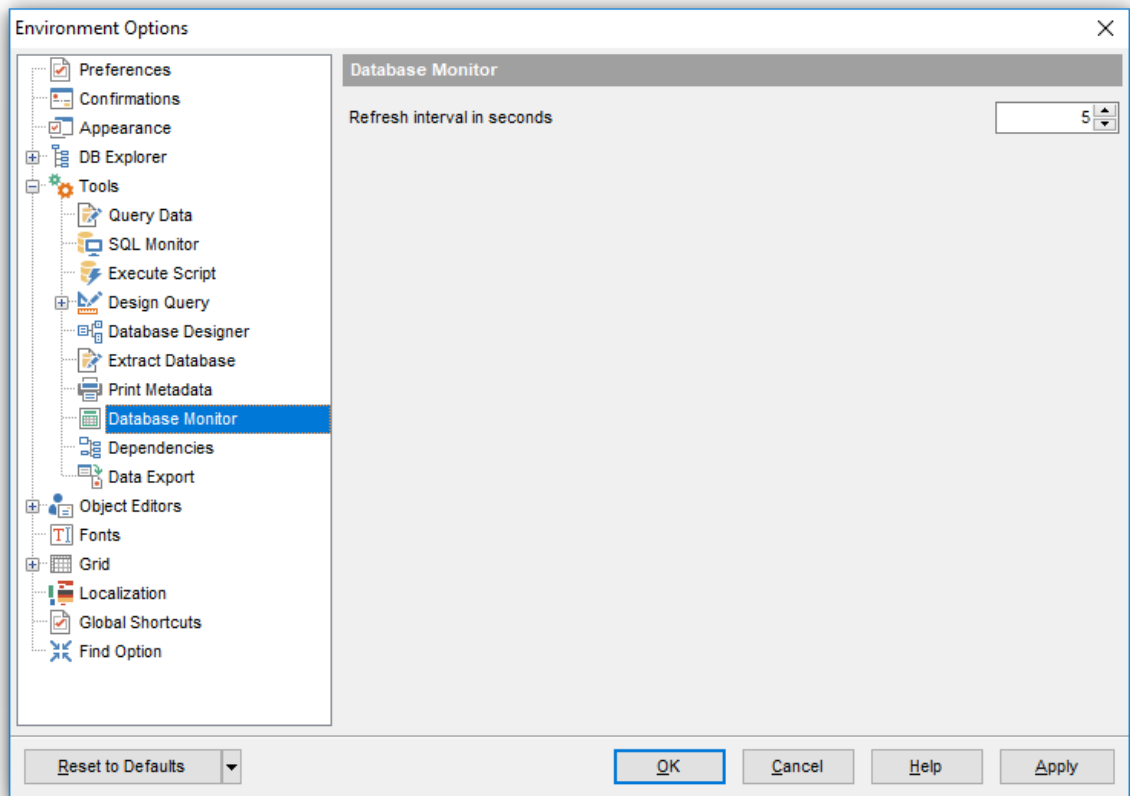 Environment Options
Preferences
Confirmations
Appearance
DB Explorer
Tools
Query Data
SQL Monitor
Execute Script
Design Query
Database Designer
Extract Database
Print Metadata
Database Monitor
Dependencies
Data Export
Object Editors
Fonts
Grid
Localization
Global Shortcuts
Find Option
Database Monitor
Refresh interval in seconds 5
Reset to Defaults OK Cancel Help Apply